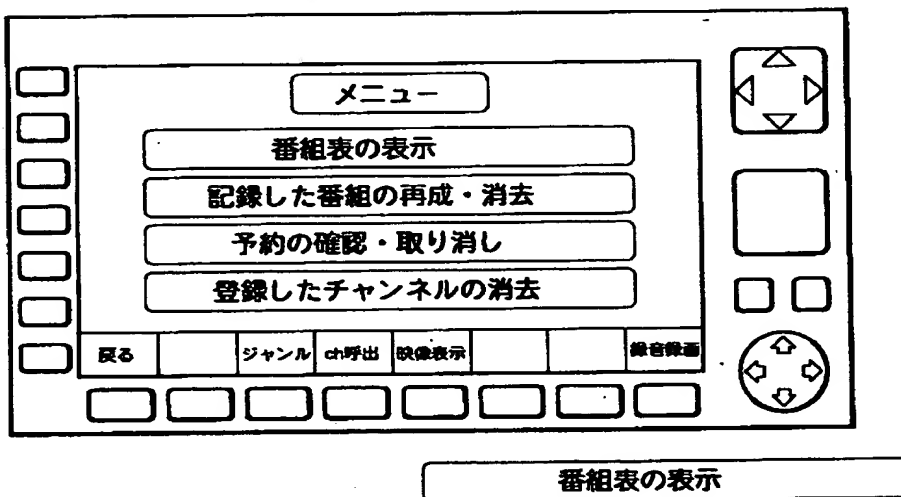 メニュー
番組表の表示
記録した番組の再成・消去
予約の確認・取り消し
登録したチャンネルの消去
戻る ジャンル ch呼出 映像表示 録音録画
番組表の表示